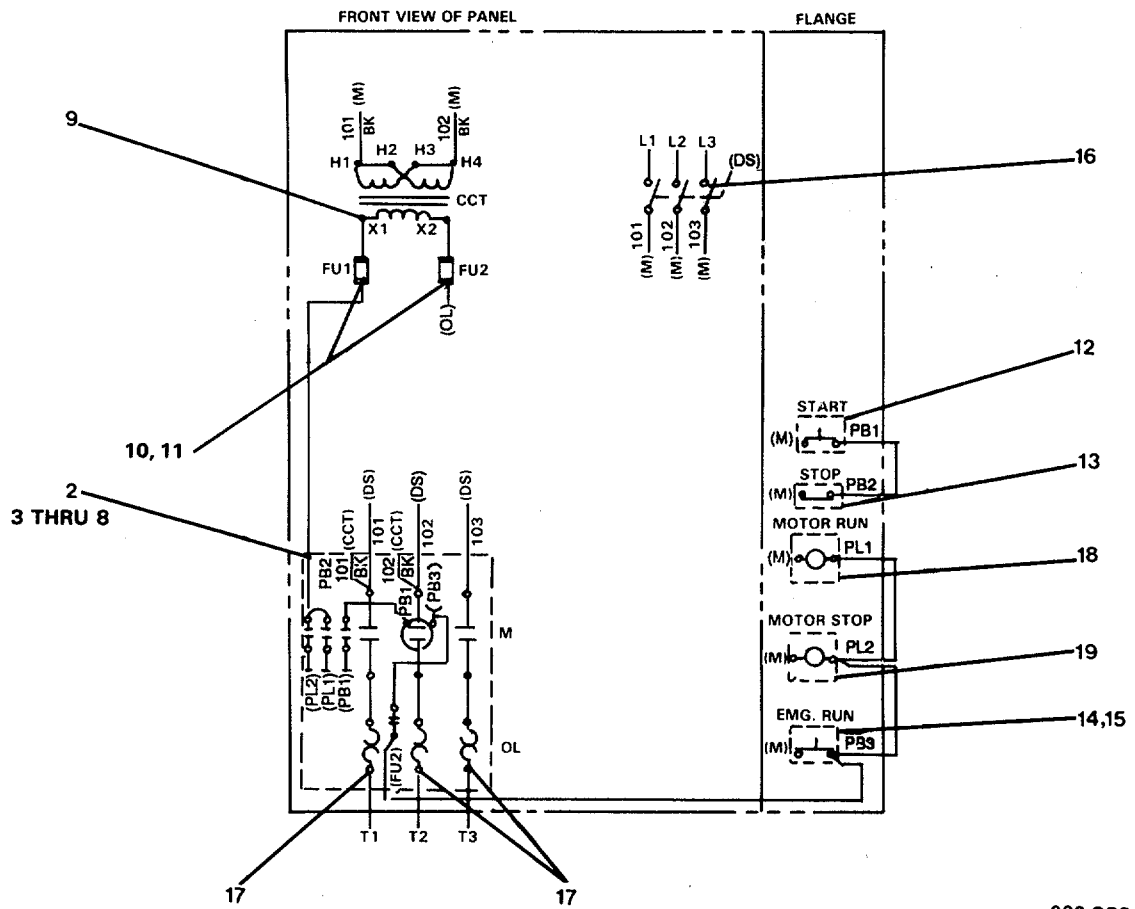 FRONT VIEW OF PANEL
FLANGE
9
101 (M)
BK
102 (M)
BK
H1 H2 H3 H4
CCT
X1 X2
FU1
FU2
(OL)
L1 L2 L3
(DS)
16
101
102
103
(M) (M) (M)
10, 11
START
12
(M) PB1
STOP
13
(M) PB2
MOTOR RUN
(M) PL1
18
MOTOR STOP
(M) PL2
19
EMG. RUN
14,15
(M) PB3
2
3 THRU 8
(DS)
(DS)
(DS)
101
102
103
(CCT)
(CCT)
PB2
101
BK
102
BK
PB1
(PB3)
M
(PL2)
(PL1)
(PB1)
(FU2)
OL
T1 T2 T3
17
17